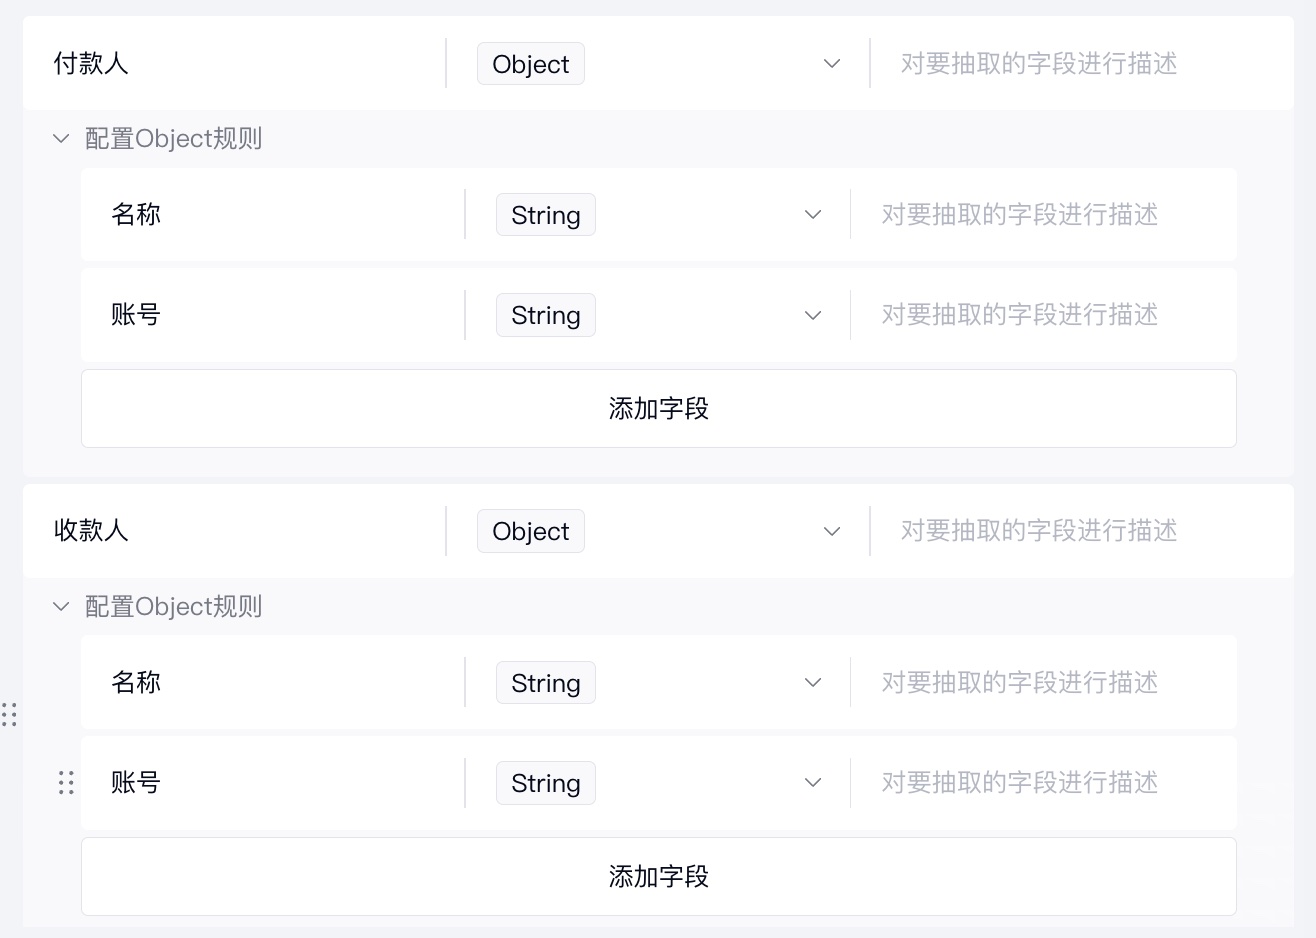 付款人 Object 对要抽取的字段进行描述
配置Object规则
名称 String 对要抽取的字段进行描述
账号 String 对要抽取的字段进行描述
添加字段
收款人 Object 对要抽取的字段进行描述
配置Object规则
名称 String 对要抽取的字段进行描述
账号 String 对要抽取的字段进行描述
添加字段